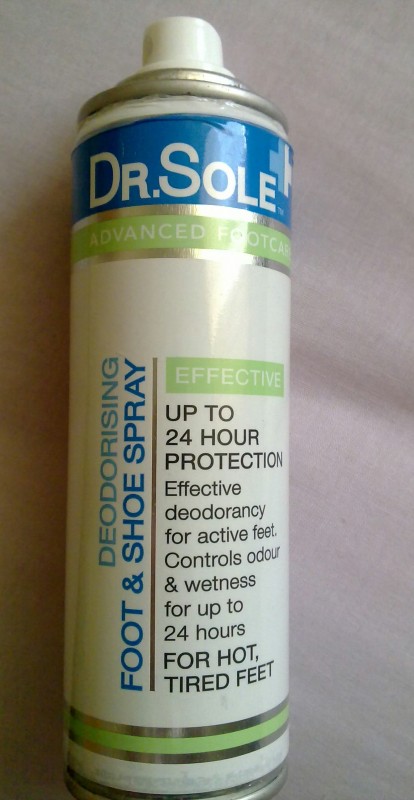 DR.SOLE
ADVANCED FOOTCAR
DEODORISING
FOOT & SHOE SPRAY
EFFECTIVE
UP TO
24 HOUR
PROTECTION
Effective
deodorancy
for active feet.
Controls odour
& wetness
for up to
24 hours
FOR HOT,
TIRED FEET